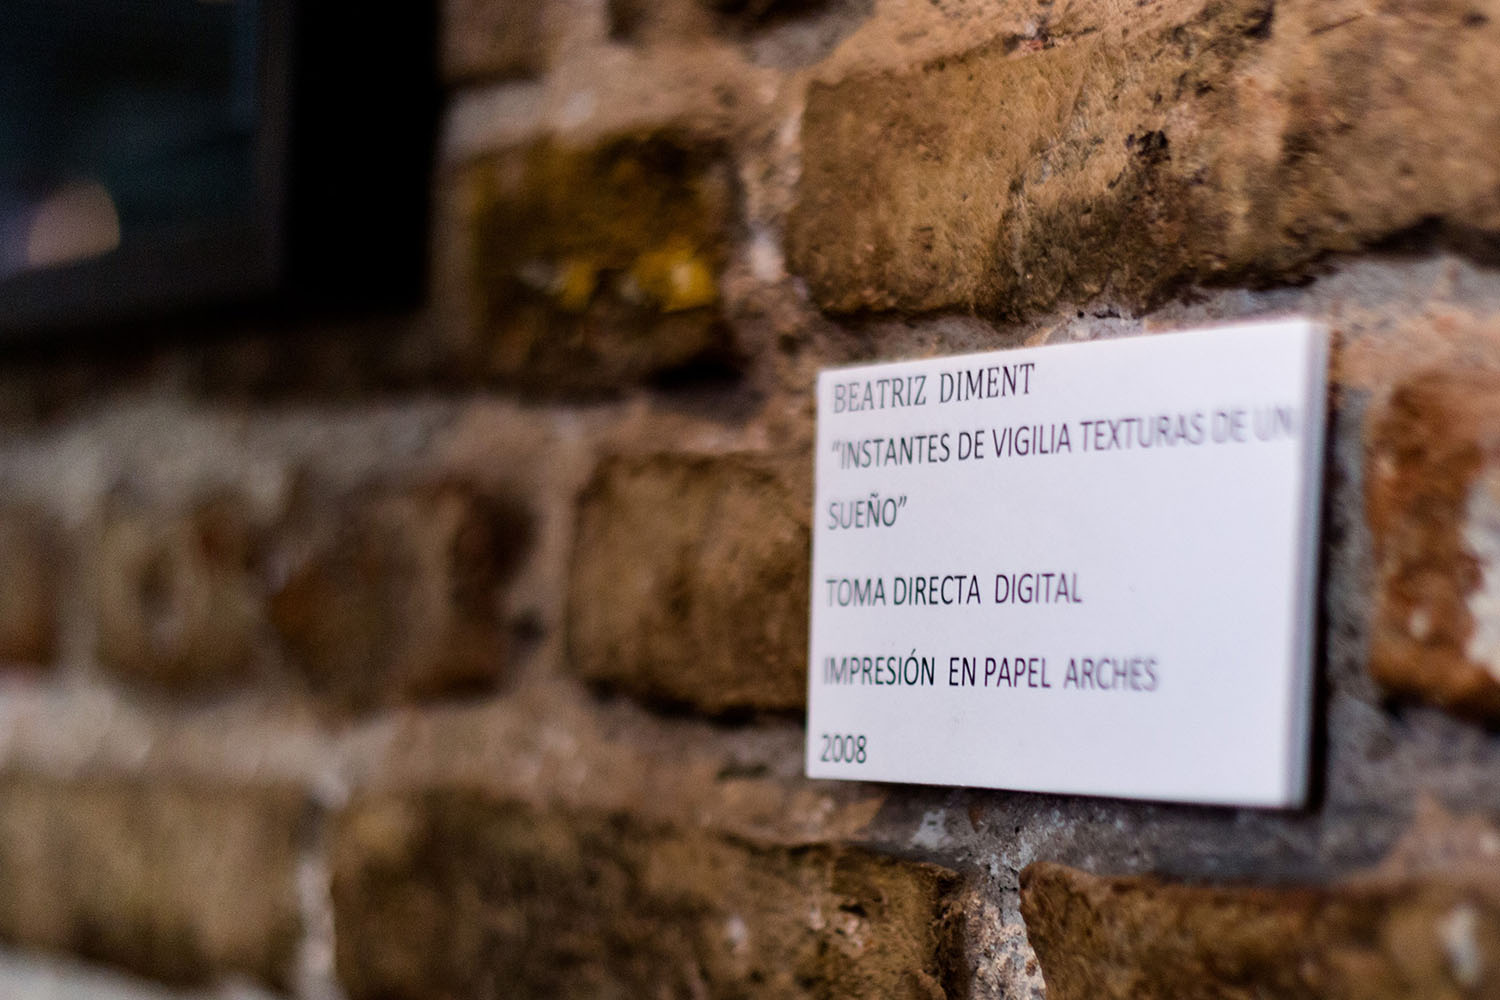 BEATRIZ DIMENT
“INSTANTES DE VIGILIA TEXTURAS DE UN
SUEÑO”
TOMA DIRECTA DIGITAL
IMPRESIÓN EN PAPEL ARCHES
2008